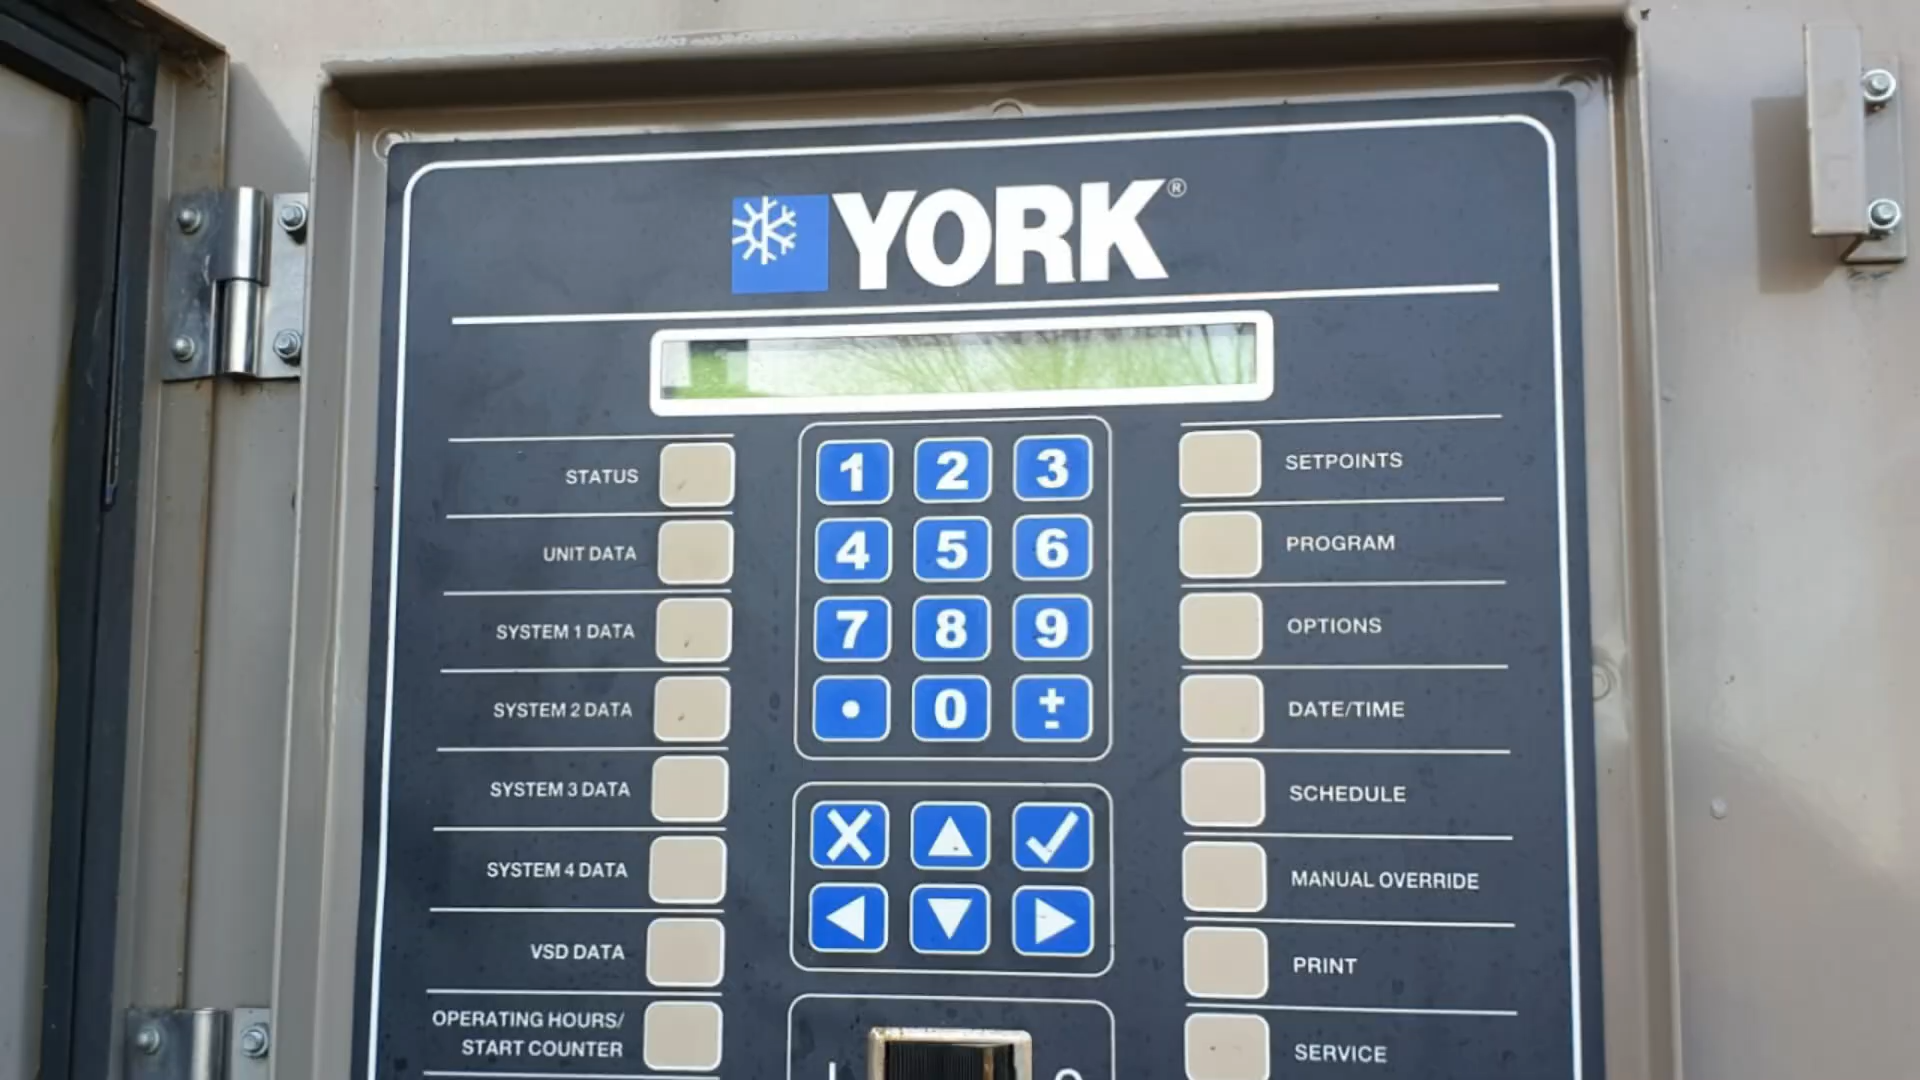 YORK®
STATUS
UNIT DATA
SYSTEM 1 DATA
SYSTEM 2 DATA
SYSTEM 3 DATA
SYSTEM 4 DATA
VSD DATA
OPERATING HOURS/
START COUNTER
1 2 3
4 5 6
7 8 9
• 0 ±
SETPOINTS
PROGRAM
OPTIONS
DATE/TIME
SCHEDULE
MANUAL OVERRIDE
PRINT
SERVICE